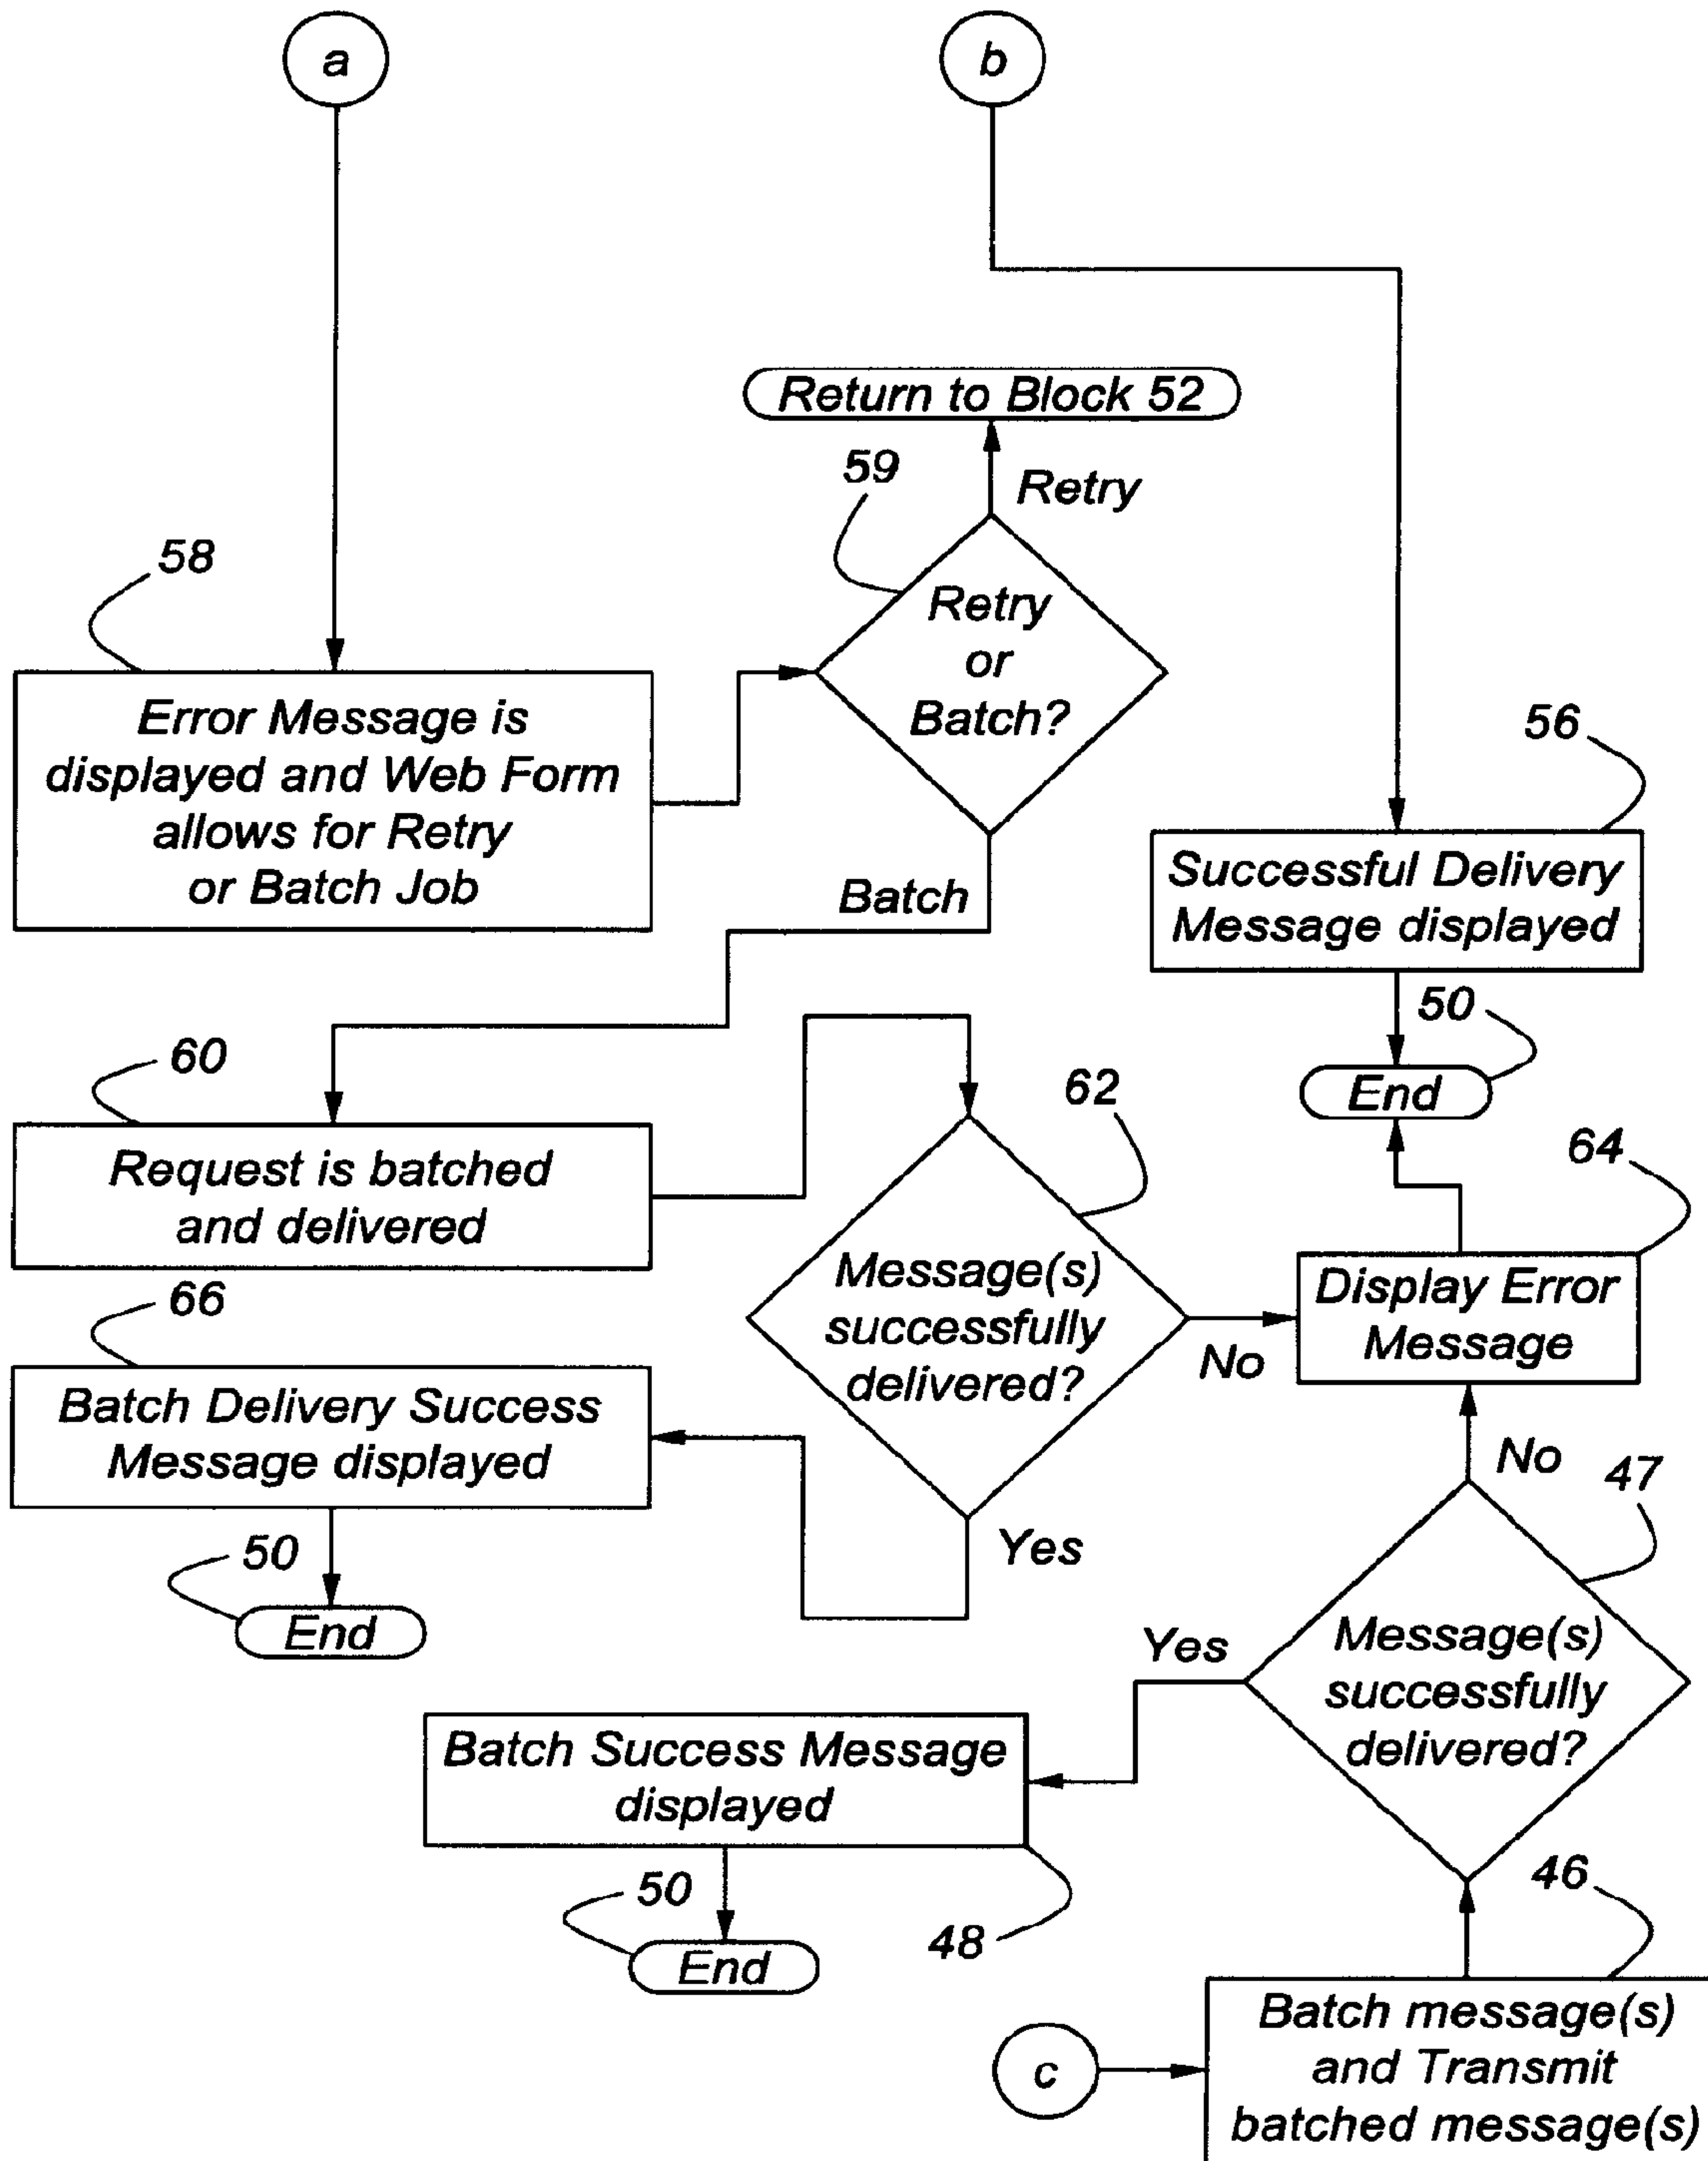 a
b
Return to Block 52
59
Retry
58
Retry
or
Batch?
Error Message is
displayed and Web Form
allows for Retry
or Batch Job
56
Batch
Successful Delivery
Message displayed
50
60
62
End
Request is batched
and delivered
64
Message(s)
successfully
delivered?
Display Error
Message
No
66
Batch Delivery Success
Message displayed
No
47
50
Yes
End
Yes
Message(s)
successfully
delivered?
Batch Success Message
displayed
46
50
48
End
Batch message(s)
and Transmit
batched message(s)
c